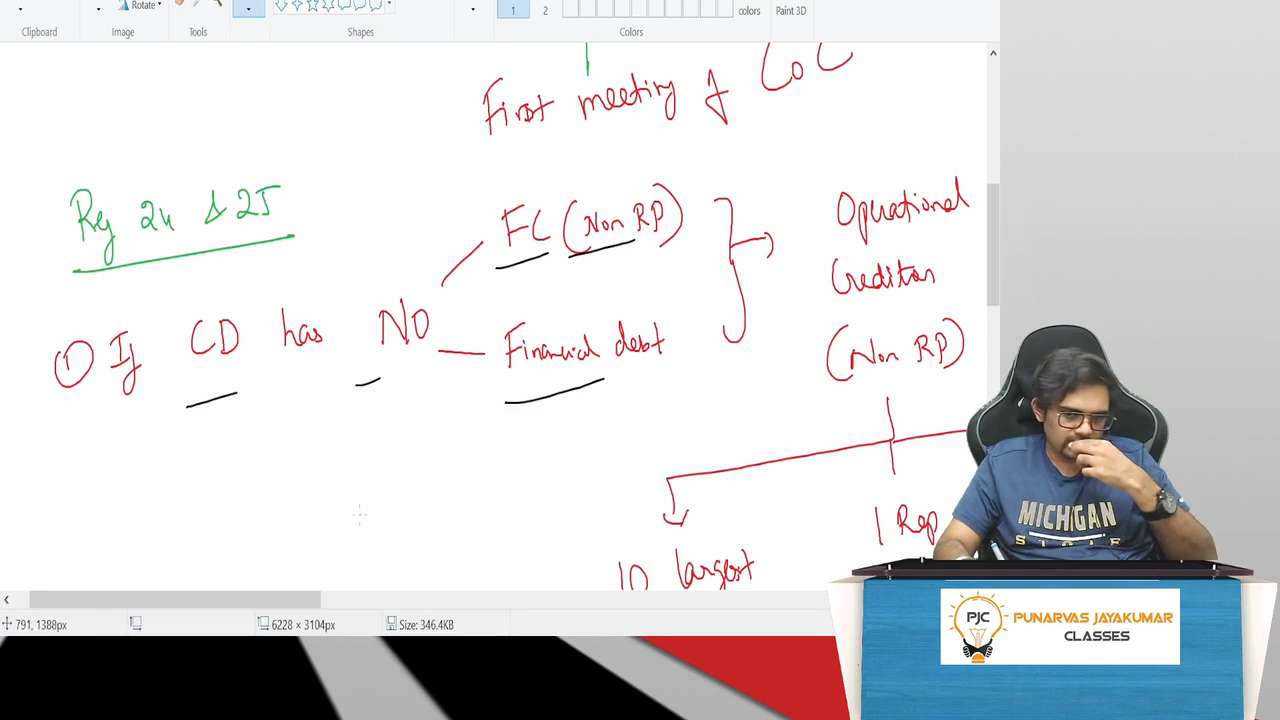 Rotate
1
2
colors
Paint 3D
Clipboard
Image
Tools
Shapes
Colors
First meeting of CoC
Reg 24 & 25
FC (Non RP)
① If CD has NO
Financial debt
Operational
Creditors
(Non RP)
10 largest
1 Rep
791, 1388px
6228 × 3104px
Size: 346.4KB
MICHIGAN
STATE
PJC
PUNARVAS JAYAKUMAR
CLASSES